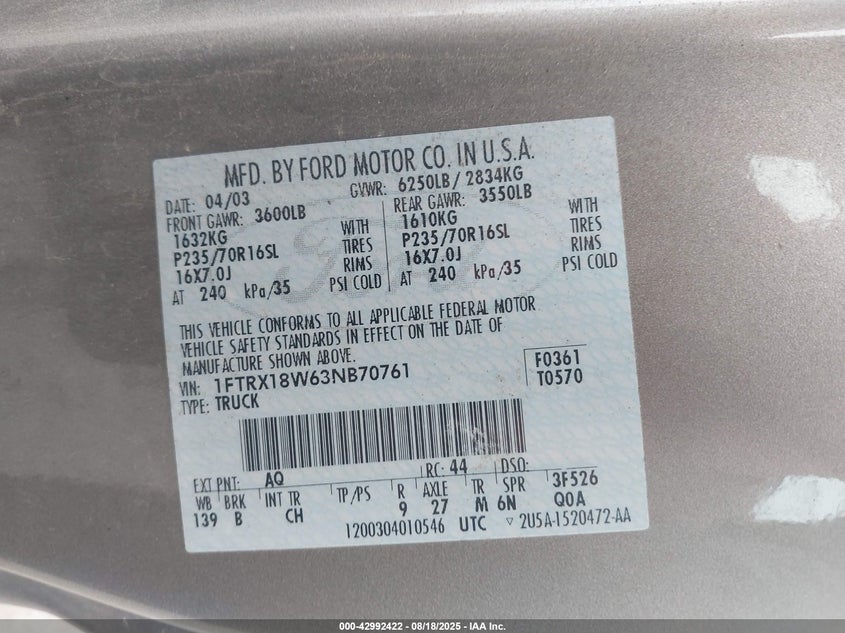 MFD. BY FORD MOTOR CO. IN U.S.A.
DATE: 04/03 GVWR: 6250LB/ 2834KG
FRONT GAWR: 3600LB REAR GAWR: 3550LB
1632KG WITH 1610KG WITH
P235/70R16SL TIRES P235/70R16SL TIRES
16X7.0J RIMS 16X7.0J RIMS
AT 240 kPa/35 PSI COLD AT 240 kPa/35 PSI COLD
THIS VEHICLE CONFORMS TO ALL APPLICABLE FEDERAL MOTOR
VEHICLE SAFETY STANDARDS IN EFFECT ON THE DATE OF
MANUFACTURE SHOWN ABOVE.
VIN: 1FTRX18W63NB70761 F0361
TYPE: TRUCK T0570
EXT PNT: AQ RC: 44 DSO:
WB BRK INT TR TP/PS R AXLE TR SPR 3F526
139 B CH 9 27 M 6N Q0A
1200304010546 UTC 2U5A-1520472-AA
000-42992422 - 08/18/2025 - IAA Inc.